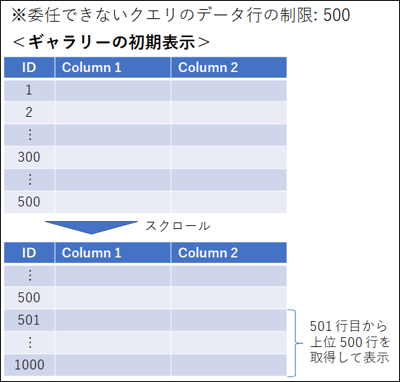 ※委任できないクエリのデータ行の制限: 500
＜ギャラリーの初期表示＞
ID Column 1 Column 2
1
2
⋮
300
⋮
500
スクロール
ID Column 1 Column 2
⋮
500
501
⋮
1000
501 行目から
上位 500 行を
取得して表示